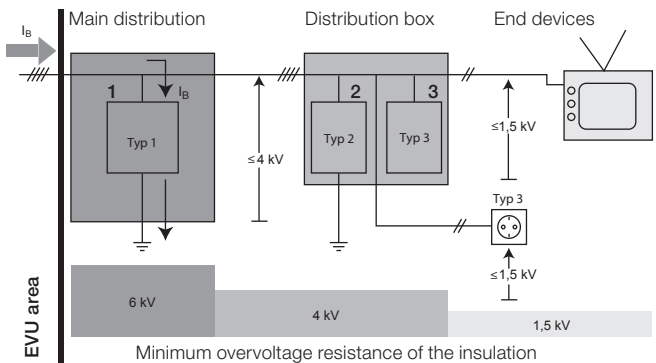 Main distribution
Distribution box
End devices
I_B
1
I_B
2
3
Typ 1
Typ 2
Typ 3
≤4 kV
≤1,5 kV
Typ 3
≤1,5 kV
EVU area
6 kV
4 kV
1,5 kV
Minimum overvoltage resistance of the insulation